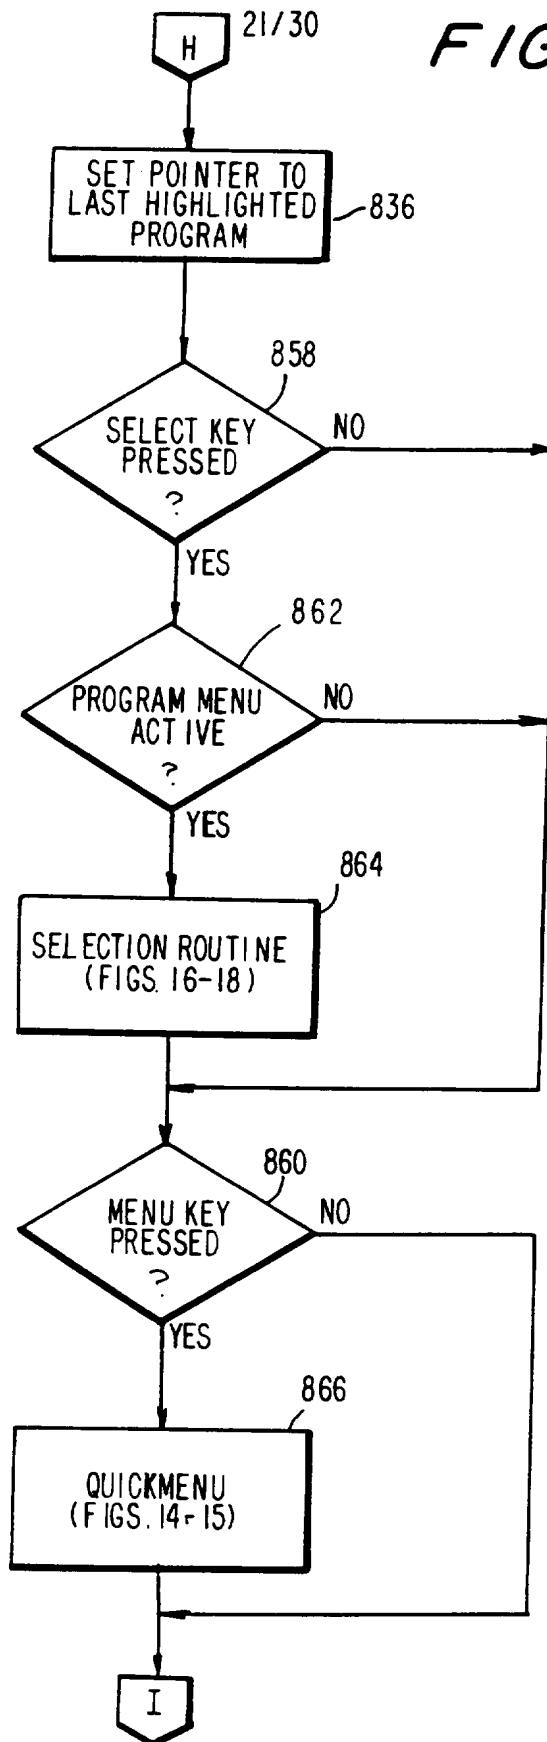 H
21/30
FIG
SET POINTER TO
LAST HIGHLIGHTED
PROGRAM
836
858
SELECT KEY
PRESSED
?
NO
YES
862
PROGRAM MENU
ACTIVE
?
NO
YES
864
SELECTION ROUTINE
(FIGS. 16-18)
860
MENU KEY
PRESSED
?
NO
YES
866
QUICKMENU
(FIGS. 14-15)
I